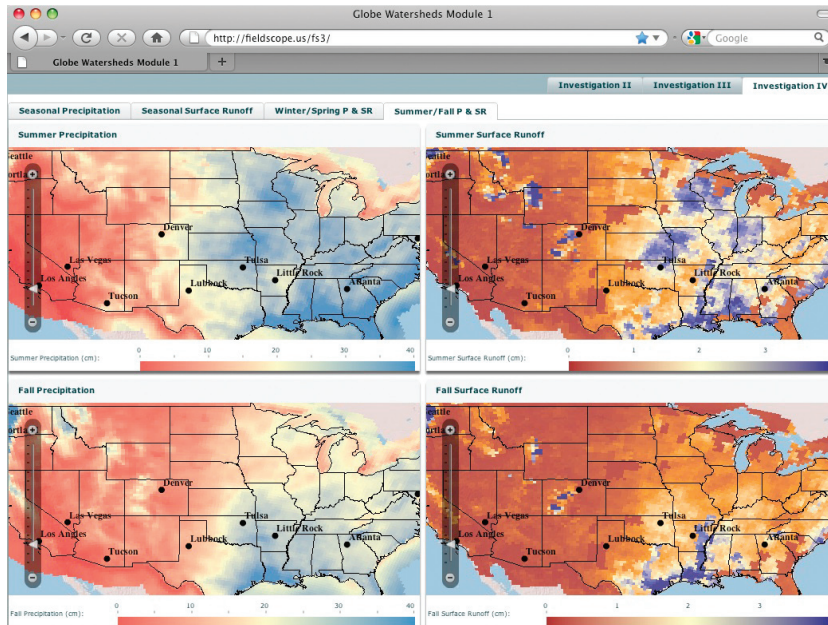 Globe Watersheds Module 1
http://fieldscope.us/fs3/
Google
Globe Watersheds Module 1
+
Investigation II
Investigation III
Investigation IV
Seasonal Precipitation
Seasonal Surface Runoff
Winter/Spring P & SR
Summer/Fall P & SR
Summer Precipitation
Seattle
Denver
Las Vegas
Tulsa
Los Angeles
Little Rock
Lubbock
Atlanta
Tucson
Summer Precipitation (cm):
0
10
20
30
40
Summer Surface Runoff
Seattle
Denver
Las Vegas
Tulsa
Los Angeles
Little Rock
Lubbock
Atlanta
Tucson
Summer Surface Runoff (cm):
0
1
2
3
Fall Precipitation
Denver
Las Vegas
Tulsa
Los Angeles
Little Rock
Lubbock
Atlanta
Tucson
Fall Precipitation (cm):
0
10
20
30
40
Fall Surface Runoff
Seattle
Denver
Las Vegas
Tulsa
Los Angeles
Little Rock
Lubbock
Atlanta
Tucson
Fall Surface Runoff (cm):
0
1
2
3